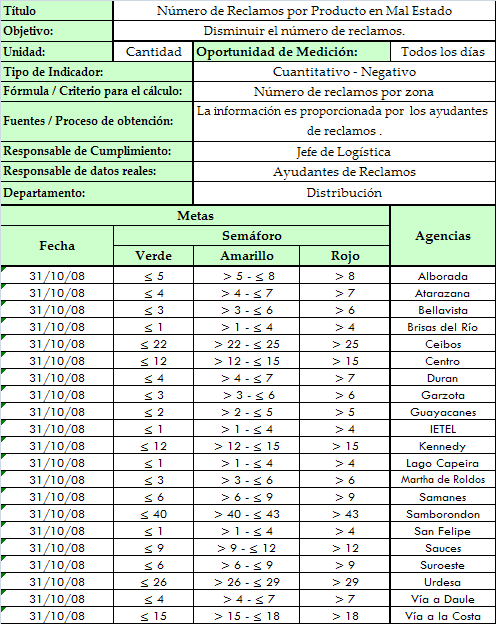 Título Número de Reclamos por Producto en Mal Estado
Objetivo: Disminuir el número de reclamos.
Unidad: Cantidad Oportunidad de Medición: Todos los días
Tipo de Indicador: Cuantitativo - Negativo
Fórmula / Criterio para el cálculo: Número de reclamos por zona
Fuentes / Proceso de obtención: La información es proporcionada por los ayudantes
de reclamos .
Responsable de Cumplimiento: Jefe de Logística
Responsable de datos reales: Ayudantes de Reclamos
Departamento: Distribución
Metas Agencias
Fecha Semáforo
Verde Amarillo Rojo
31/10/08 ≤ 5 > 5 - ≤ 8 > 8 Alborada
31/10/08 ≤ 4 > 4 - ≤ 7 > 7 Atarazana
31/10/08 ≤ 3 > 3 - ≤ 6 > 6 Bellavista
31/10/08 ≤ 1 > 1 - ≤ 4 > 4 Brisas del Río
31/10/08 ≤ 22 > 22 - ≤ 25 > 25 Ceibos
31/10/08 ≤ 12 > 12 - ≤ 15 > 15 Centro
31/10/08 ≤ 4 > 4 - ≤ 7 > 7 Duran
31/10/08 ≤ 3 > 3 - ≤ 6 > 6 Garzota
31/10/08 ≤ 2 > 2 - ≤ 5 > 5 Guayacanes
31/10/08 ≤ 1 > 1 - ≤ 4 > 4 IETEL
31/10/08 ≤ 12 > 12 - ≤ 15 > 15 Kennedy
31/10/08 ≤ 1 > 1 - ≤ 4 > 4 Lago Capeira
31/10/08 ≤ 3 > 3 - ≤ 6 > 6 Martha de Roldos
31/10/08 ≤ 6 > 6 - ≤ 9 > 9 Samanes
31/10/08 ≤ 40 > 40 - ≤ 43 > 43 Samborondon
31/10/08 ≤ 1 > 1 - ≤ 4 > 4 San Felipe
31/10/08 ≤ 9 > 9 - ≤ 12 > 12 Sauces
31/10/08 ≤ 6 > 6 - ≤ 9 > 9 Suroeste
31/10/08 ≤ 26 > 26 - ≤ 29 > 29 Urdesa
31/10/08 ≤ 4 > 4 - ≤ 7 > 7 Vía a Daule
31/10/08 ≤ 15 > 15 - ≤ 18 > 18 Vía a la Costa